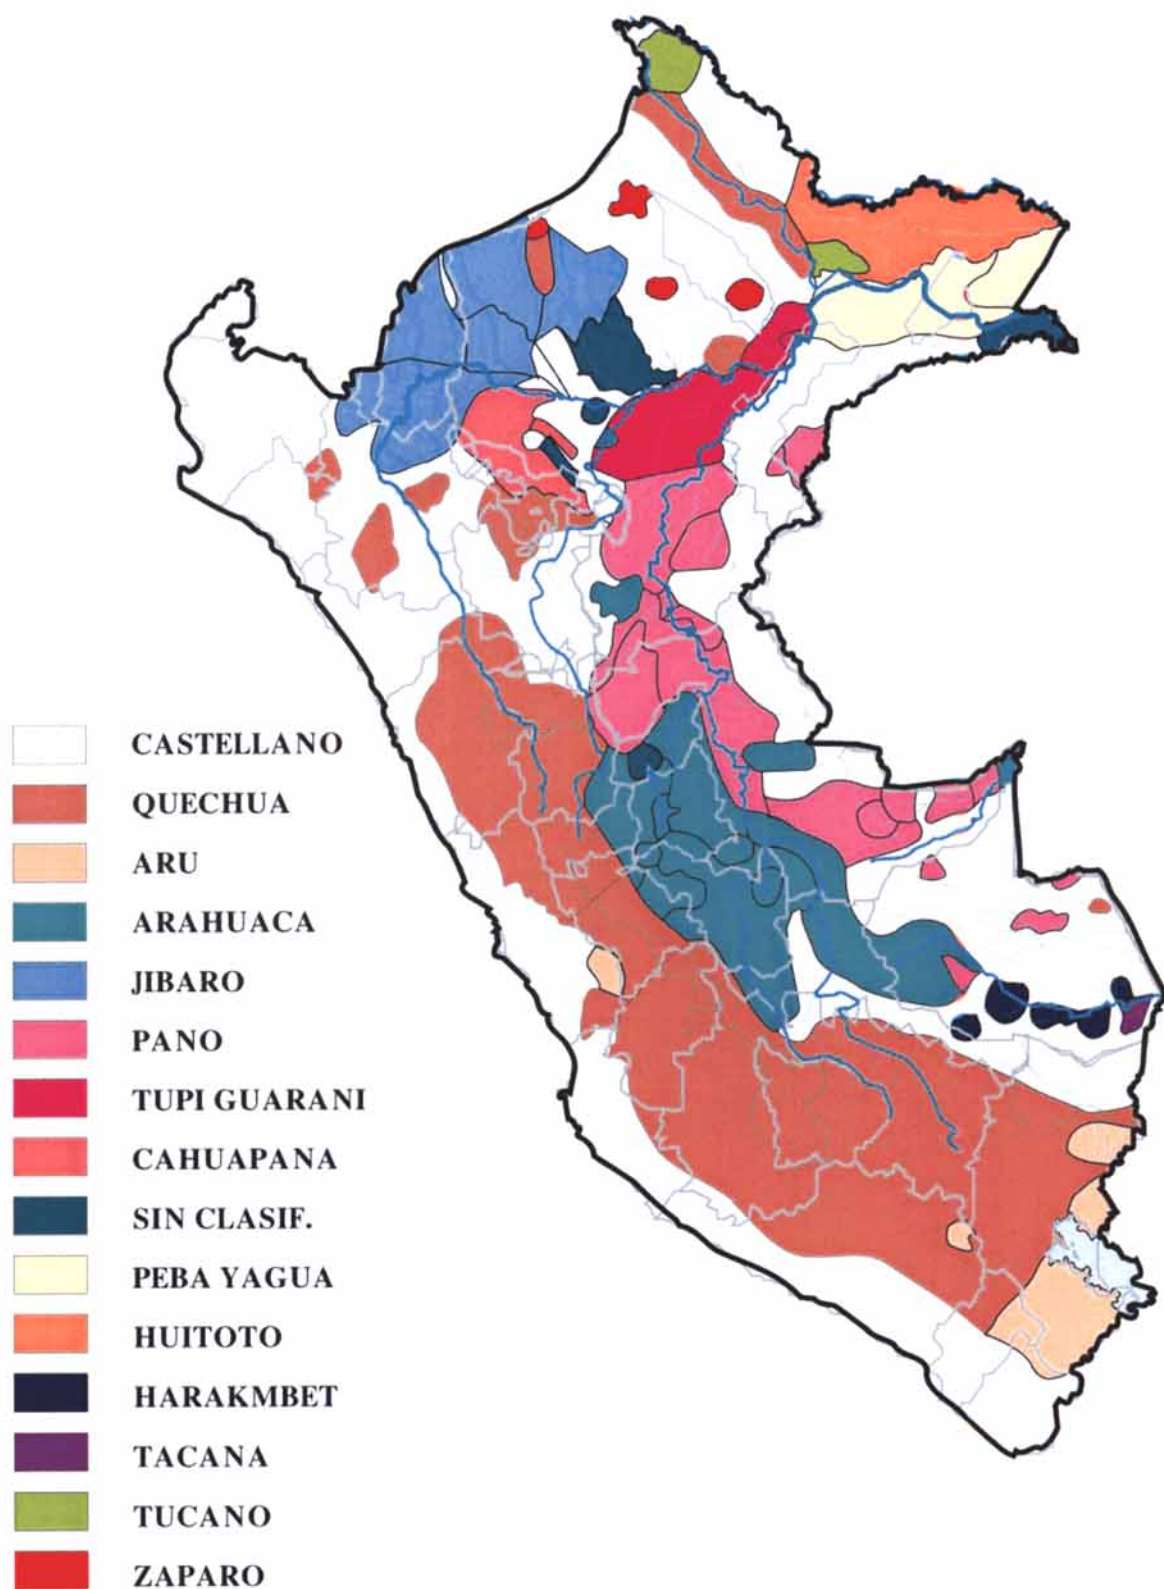 CASTELLANO
QUECHUA
ARU
ARAHUACA
JIBARO
PANO
TUPI GUARANI
CAHUAPANA
SIN CLASIF.
PEBA YAGUA
HUITOTO
HARAKMBET
TACANA
TUCANO
ZAPARO